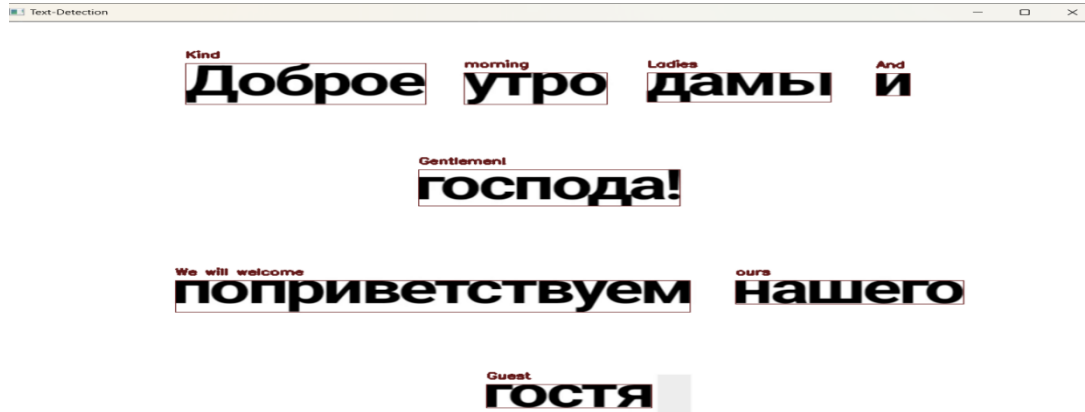 Text-Detection
Kind morning Ladies And
Доброе утро дамы и
Gentlemen!
господа!
We will welcome ours
поприветствуем нашего
Guest
гостя